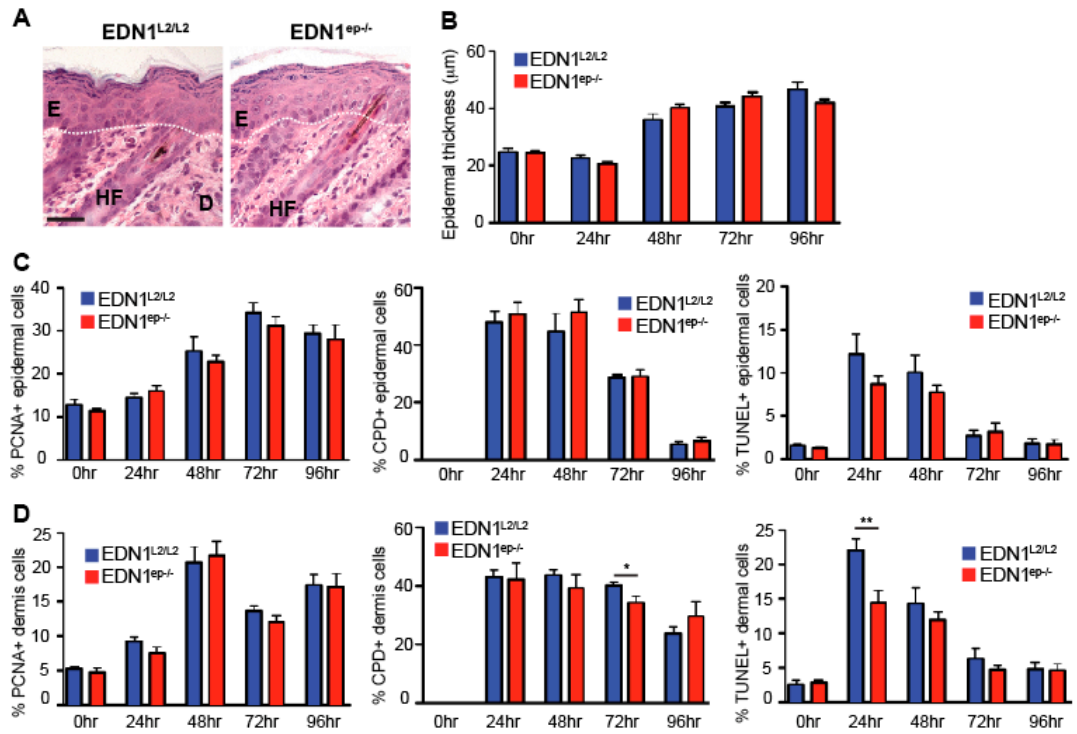 A
EDN1L2/L2
EDN1ep-/-
E
E
HF
D
HF
B
EDN1L2/L2
EDN1ep-/-
Epidermal thickness (μm)
60
40
20
0
0hr
24hr
48hr
72hr
96hr
C
% PCNA+ epidermal cells
40
30
20
10
0
EDN1L2/L2
EDN1ep-/-
0hr
24hr
48hr
72hr
96hr
% CPD+ epidermal cells
60
40
20
0
EDN1L2/L2
EDN1ep-/-
0hr
24hr
48hr
72hr
96hr
% TUNEL+ epidermal cells
20
15
10
5
0
EDN1L2/L2
EDN1ep-/-
0hr
24hr
48hr
72hr
96hr
D
% PCNA+ dermis cells
25
20
15
10
5
0
EDN1L2/L2
EDN1ep-/-
0hr
24hr
48hr
72hr
96hr
% CPD+ dermis cells
60
40
20
0
EDN1L2/L2
EDN1ep-/-
*
0hr
24hr
48hr
72hr
96hr
% TUNEL+ dermal cells
25
20
15
10
5
0
**
EDN1L2/L2
EDN1ep-/-
0hr
24hr
48hr
72hr
96hr